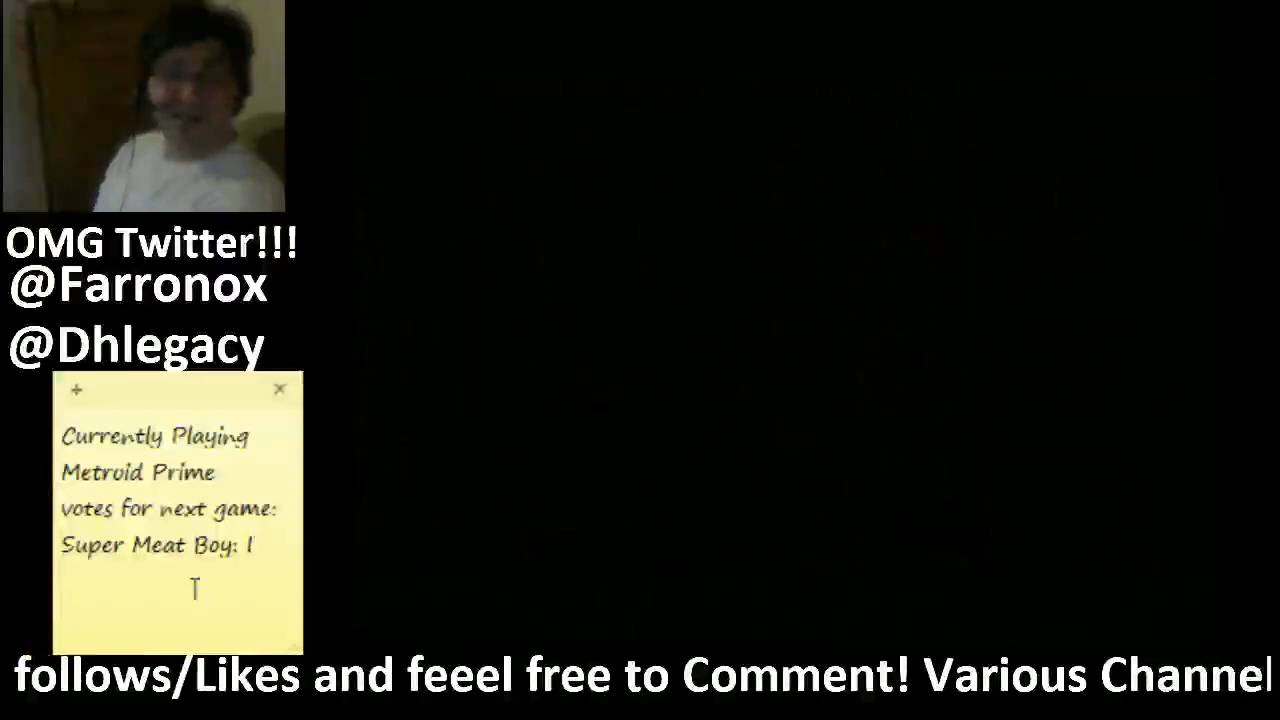 OMG Twitter!!!
@Farronox
@Dhlegacy
Currently Playing
Metroid Prime
votes for next game:
Super Meat Boy: 1
follows/Likes and feeel free to Comment! Various Channel